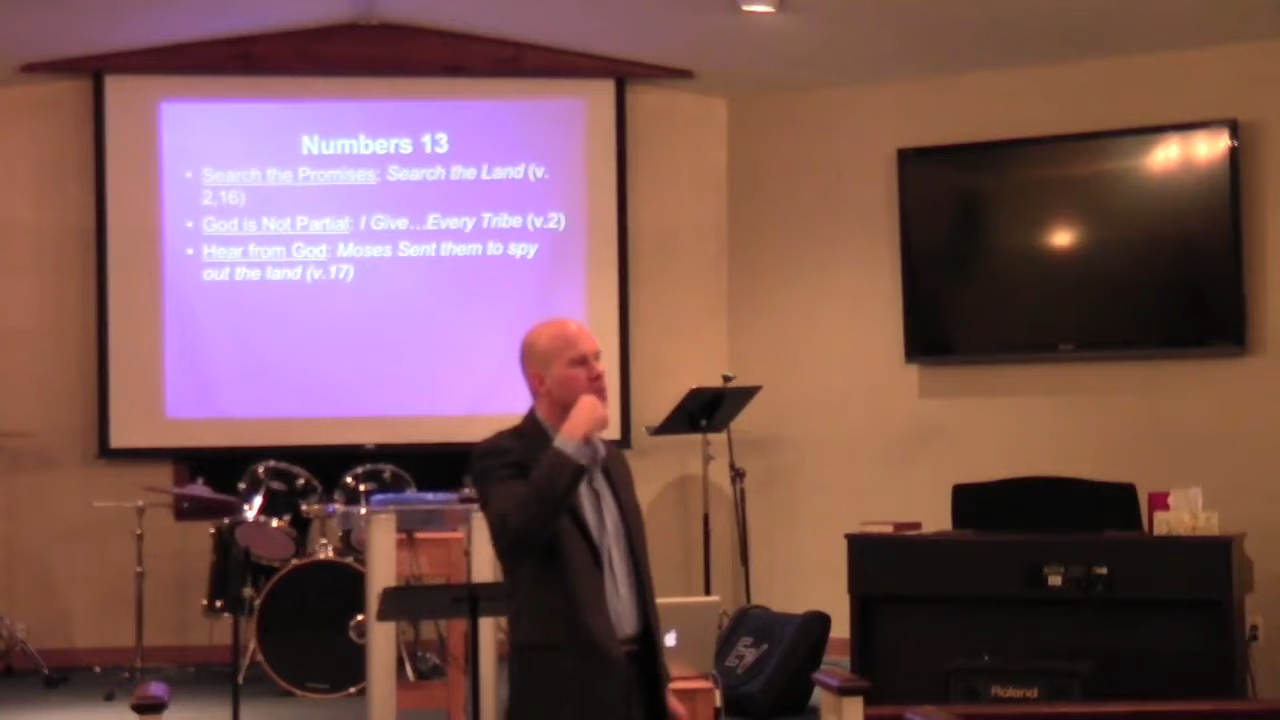 Numbers 13
• Search the Promises: Search the Land (v.
2,16)
• God is Not Partial: I Give...Every Tribe (v.2)
• Hear from God: Moses Sent them to spy
out the land (v.17)
Roland